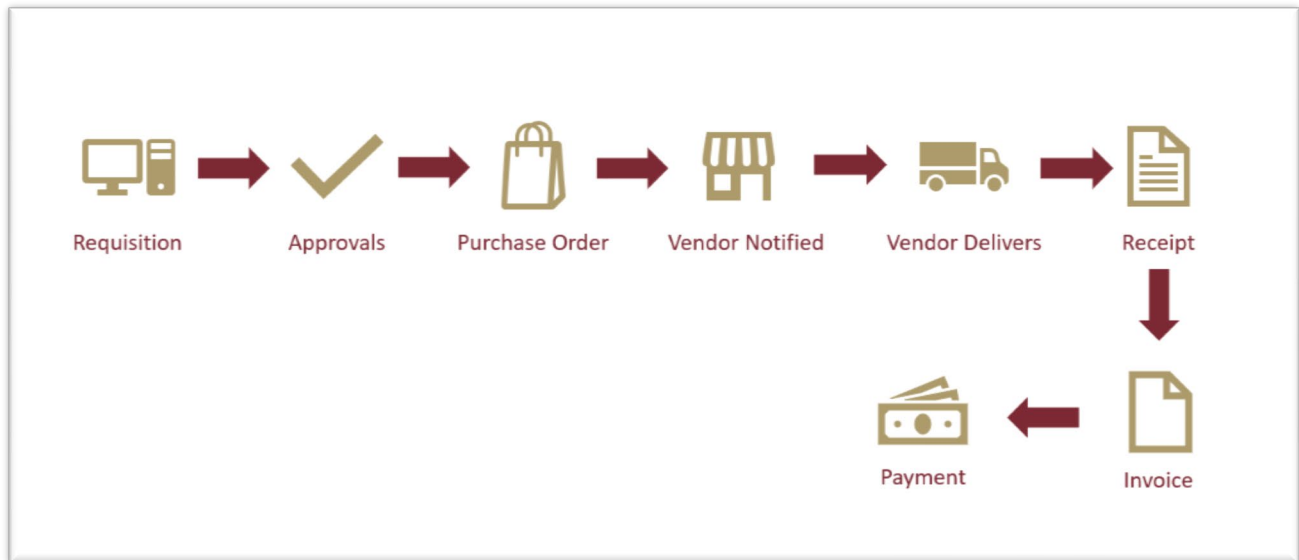 Requisition
Approvals
Purchase Order
Vendor Notified
Vendor Delivers
Receipt
Payment
Invoice